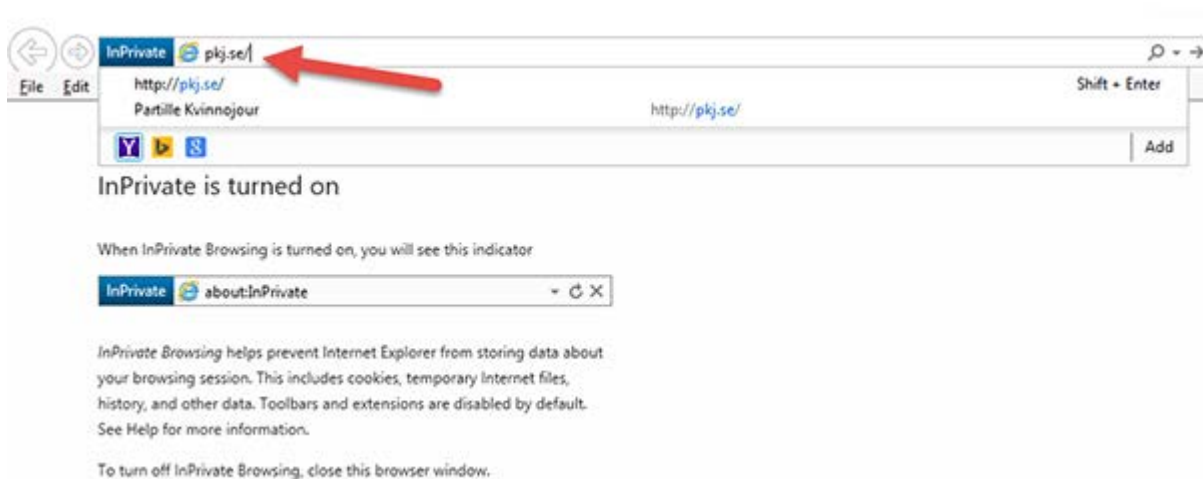 InPrivate pkj.se/
File Edit
http://pkj.se/ Shift + Enter
Partille Kvinnojour http://pkj.se/
Add
InPrivate is turned on
When InPrivate Browsing is turned on, you will see this indicator
InPrivate about:InPrivate
InPrivate Browsing helps prevent Internet Explorer from storing data about
your browsing session. This includes cookies, temporary Internet files,
history, and other data. Toolbars and extensions are disabled by default.
See Help for more information.
To turn off InPrivate Browsing, close this browser window.